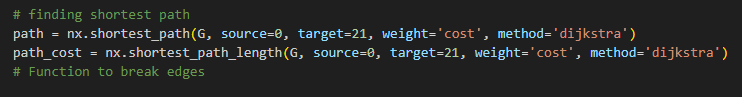 # finding shortest path
path = nx.shortest_path(G, source=0, target=21, weight='cost', method='dijkstra')
path_cost = nx.shortest_path_length(G, source=0, target=21, weight='cost', method='dijkstra')
# Function to break edges